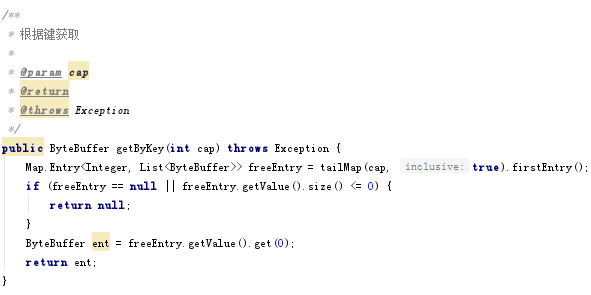 /**
 * 根据键获取
 *
 * @param cap
 * @return
 * @throws Exception
 */
public ByteBuffer getByKey(int cap) throws Exception {
    Map.Entry<Integer, List<ByteBuffer>> freeEntry = tailMap(cap, inclusive: true).firstEntry();
    if (freeEntry == null || freeEntry.getValue().size() <= 0) {
        return null;
    }
    ByteBuffer ent = freeEntry.getValue().get(0);
    return ent;
}